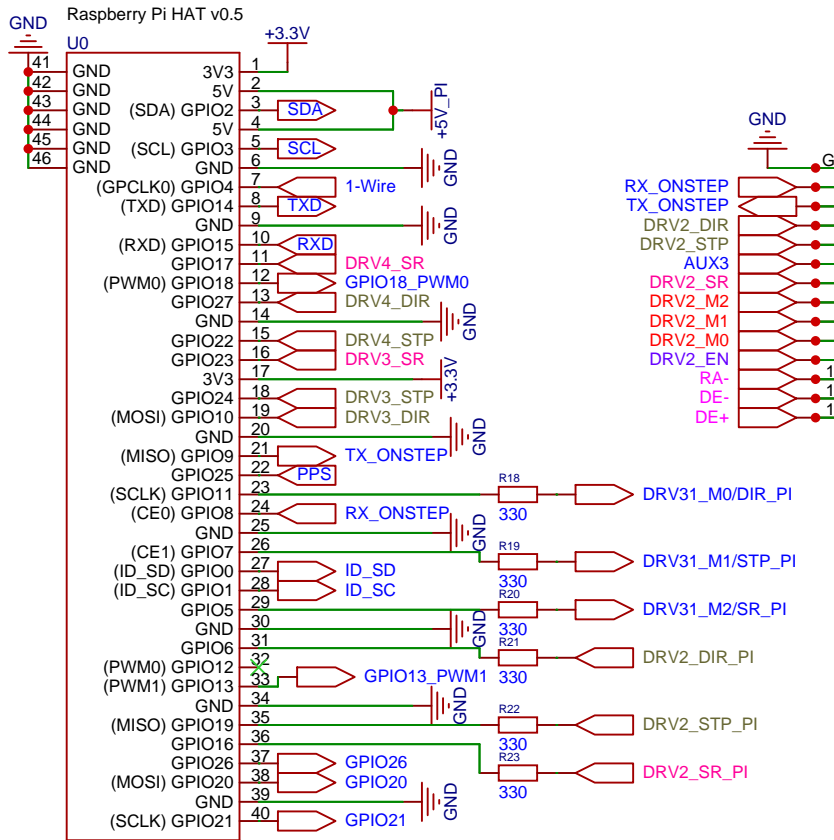 Raspberry Pi HAT v0.5
GND
U0
+3.3V
41 GND 3V3 1
42 GND 5V 2
43 GND (SDA) GPIO2 3 SDA
44 GND 5V 4
+5V_PI
45 GND (SCL) GPIO3 5 SCL
46 GND GND 6 GND
(GPCLK0) GPIO4 7 1-Wire
(TXD) GPIO14 8 TXD
GND 9 GND
(RXD) GPIO15 10 RXD
GPIO17 11 DRV4_SR
(PWM0) GPIO18 12 GPIO18_PWM0
GPIO27 13 DRV4_DIR
GND 14 GND
GPIO22 15 DRV4_STP
GPIO23 16 DRV3_SR
3V3 17 +3.3V
GPIO24 18 DRV3_STP
(MOSI) GPIO10 19 DRV3_DIR
GND 20 GND
(MISO) GPIO9 21 TX_ONSTEP
GPIO25 22 PPS
(SCLK) GPIO11 23 R18 330 DRV31_M0/DIR_PI
(CE0) GPIO8 24 RX_ONSTEP
GND 25 GND
(CE1) GPIO7 26 R19 330 DRV31_M1/STP_PI
(ID_SD) GPIO0 27 ID_SD
(ID_SC) GPIO1 28 ID_SC
GPIO5 29 R20 330 DRV31_M2/SR_PI
GND 30 GND
GPIO6 31 R21 330 DRV2_DIR_PI
(PWM0) GPIO12 32
(PWM1) GPIO13 33 GPIO13_PWM1
GND 34 GND
(MISO) GPIO19 35 R22 330 DRV2_STP_PI
GPIO16 36 R23 330 DRV2_SR_PI
GPIO26 37 GPIO26
(MOSI) GPIO20 38 GPIO20
GND 39 GND
(SCLK) GPIO21 40 GPIO21
GND
G
RX_ONSTEP
TX_ONSTEP
DRV2_DIR
DRV2_STP
AUX3
DRV2_SR
DRV2_M2
DRV2_M1
DRV2_M0
DRV2_EN
RA- 1
DE- 1
DE+ 1